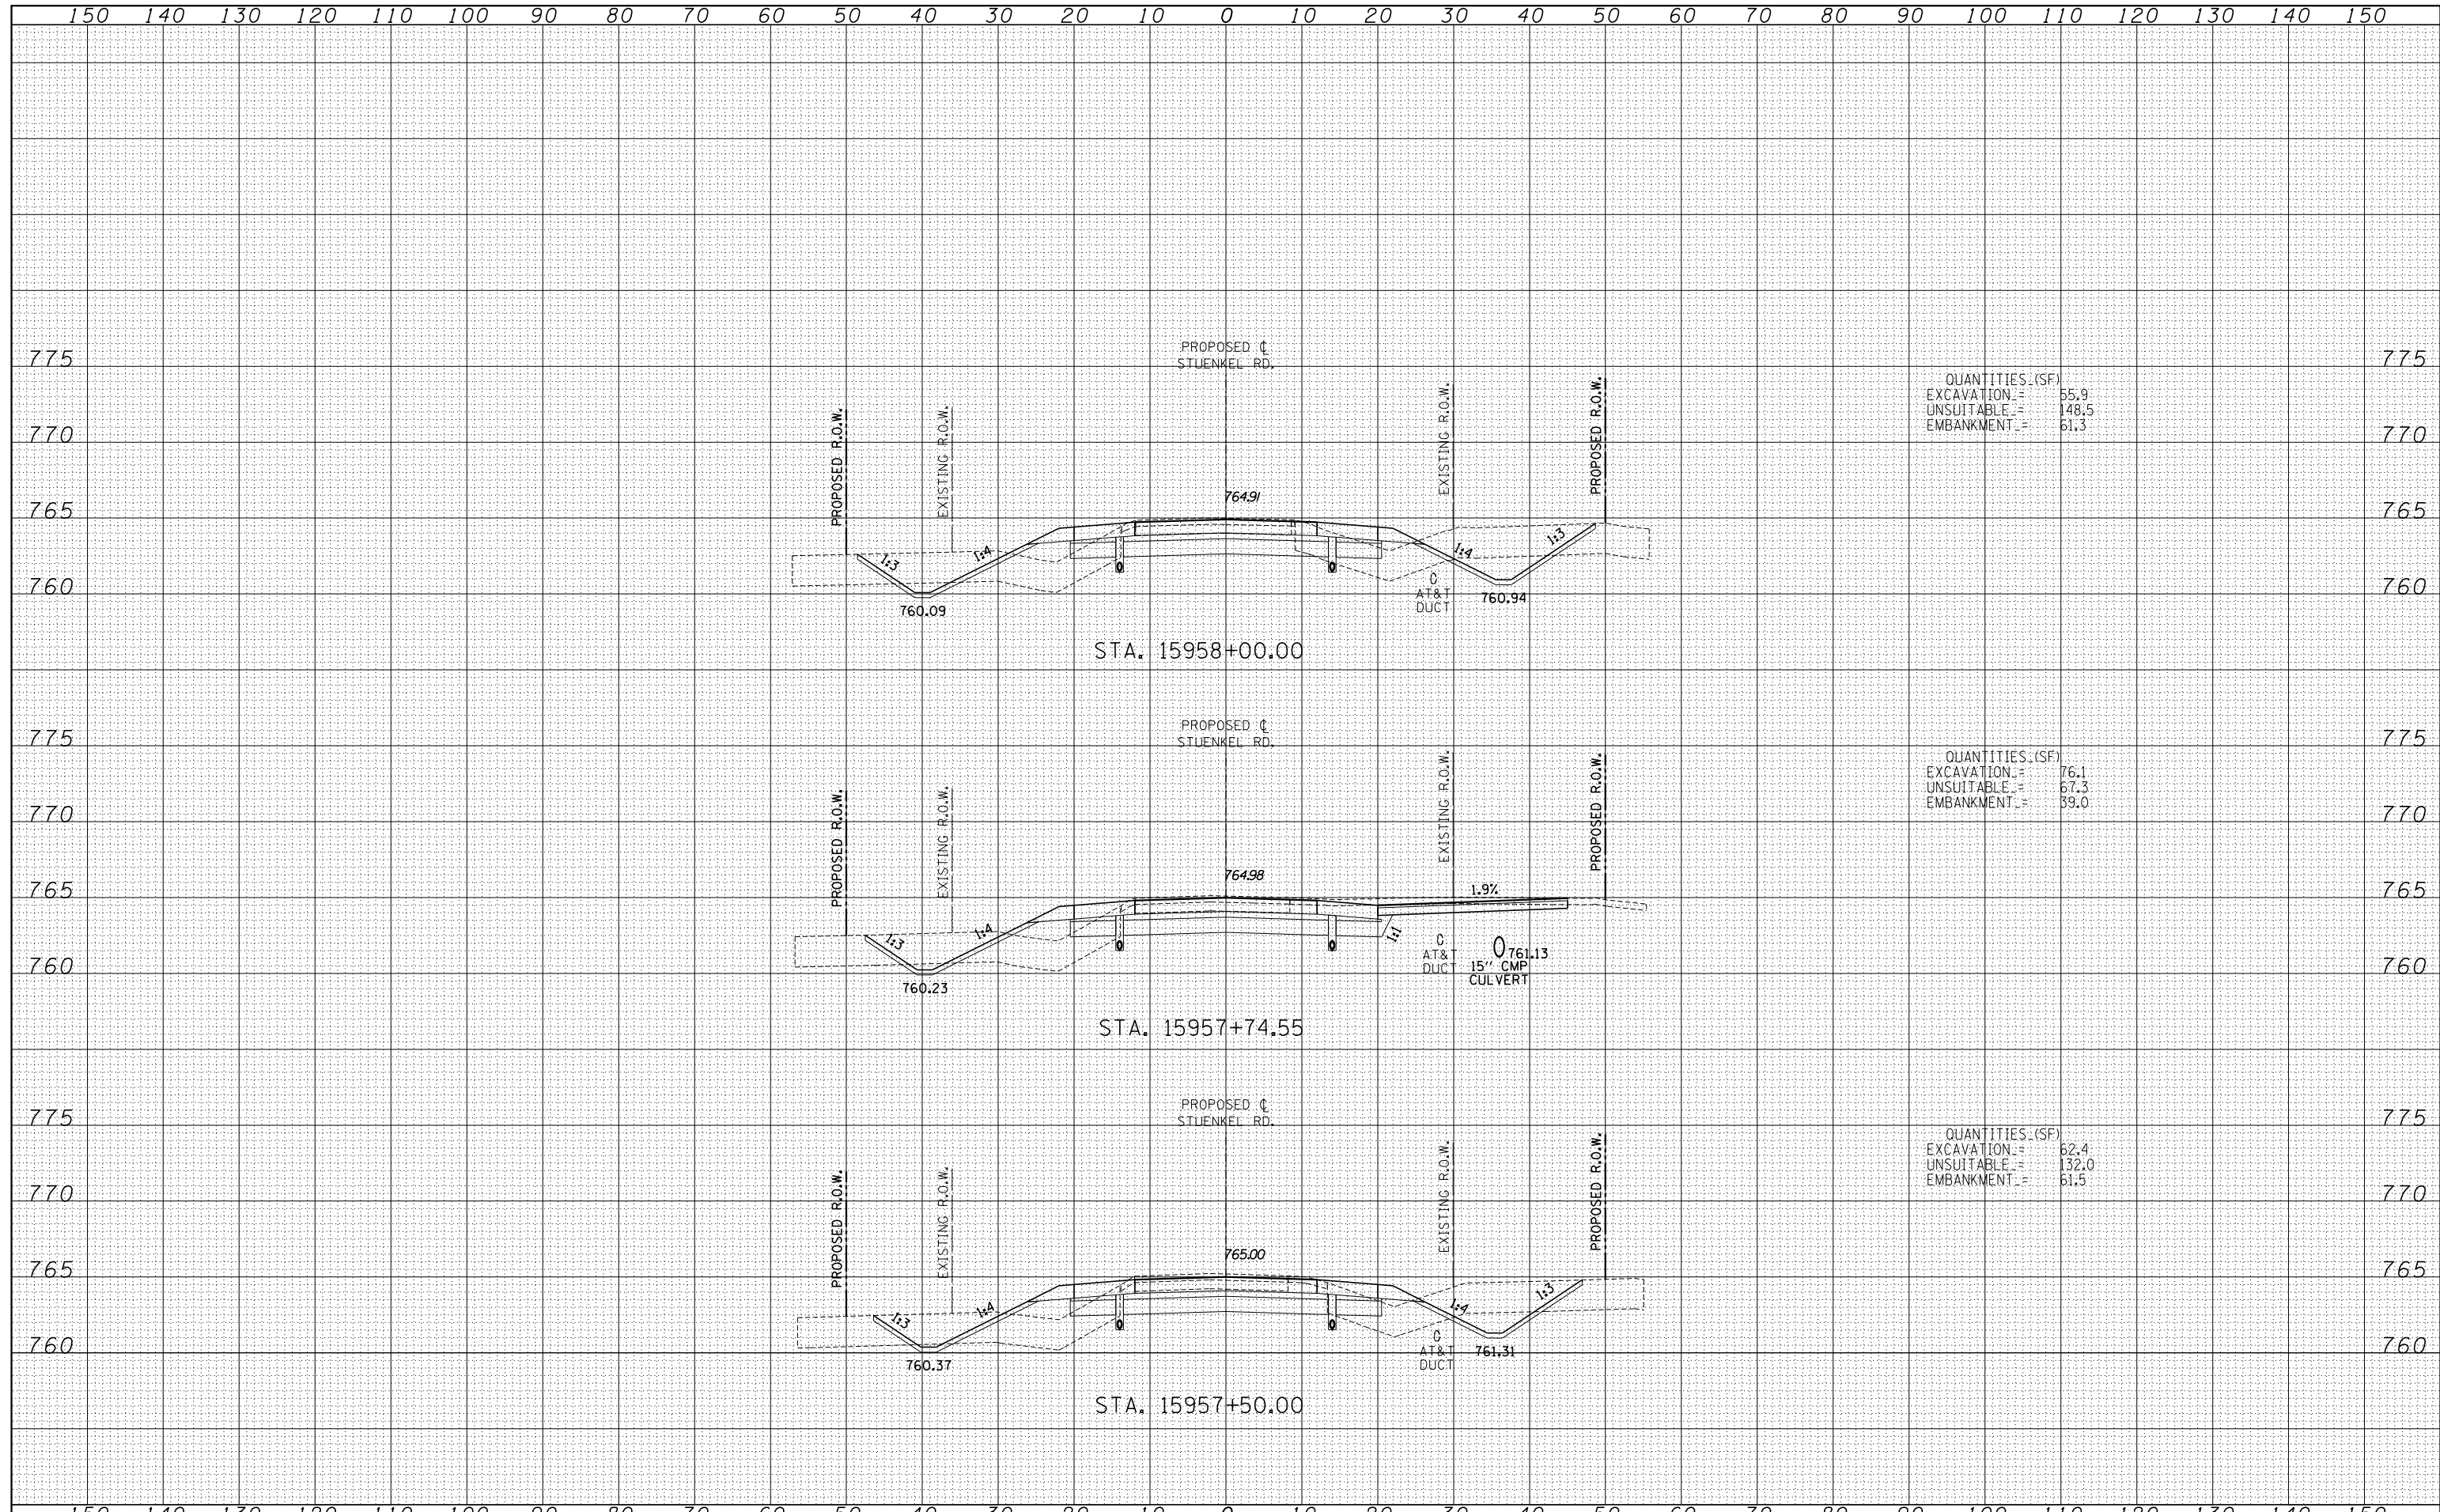 150 140 130 120 110 100 90 80 70 60 50 40 30 20 10 0 10 20 30 40 50 60 70 80 90 100 110 120 130 140 150
PROPOSED ℄
STUENKEL RD.
775 775
QUANTITIES (SF)
EXCAVATION = 55.9
UNSUITABLE = 148.5
EMBANKMENT = 61.3
770 770
PROPOSED R.O.W.
EXISTING R.O.W.
EXISTING R.O.W.
PROPOSED R.O.W.
764.91
765 765
1:3 1:4 1:4 1:3
760 760
AT&T
DUCT
760.09 760.94
STA. 15958+00.00
PROPOSED ℄
STUENKEL RD.
775 775
QUANTITIES (SF)
EXCAVATION = 76.1
UNSUITABLE = 67.3
EMBANKMENT = 39.0
770 770
PROPOSED R.O.W.
EXISTING R.O.W.
EXISTING R.O.W.
PROPOSED R.O.W.
764.98
765 765
1.9%
1:3 1:4 1:1
AT&T
DUCT
761.13
15" CMP
CULVERT
760 760
760.23
STA. 15957+74.55
PROPOSED ℄
STUENKEL RD.
775 775
QUANTITIES (SF)
EXCAVATION = 62.4
UNSUITABLE = 132.0
EMBANKMENT = 61.5
770 770
PROPOSED R.O.W.
EXISTING R.O.W.
EXISTING R.O.W.
PROPOSED R.O.W.
765.00
765 765
1:3 1:4 1:4 1:3
760 760
AT&T
DUCT
760.37 761.31
STA. 15957+50.00
150 140 130 120 110 100 90 80 70 60 50 40 30 20 10 0 10 20 30 40 50 60 70 80 90 100 110 120 130 140 150